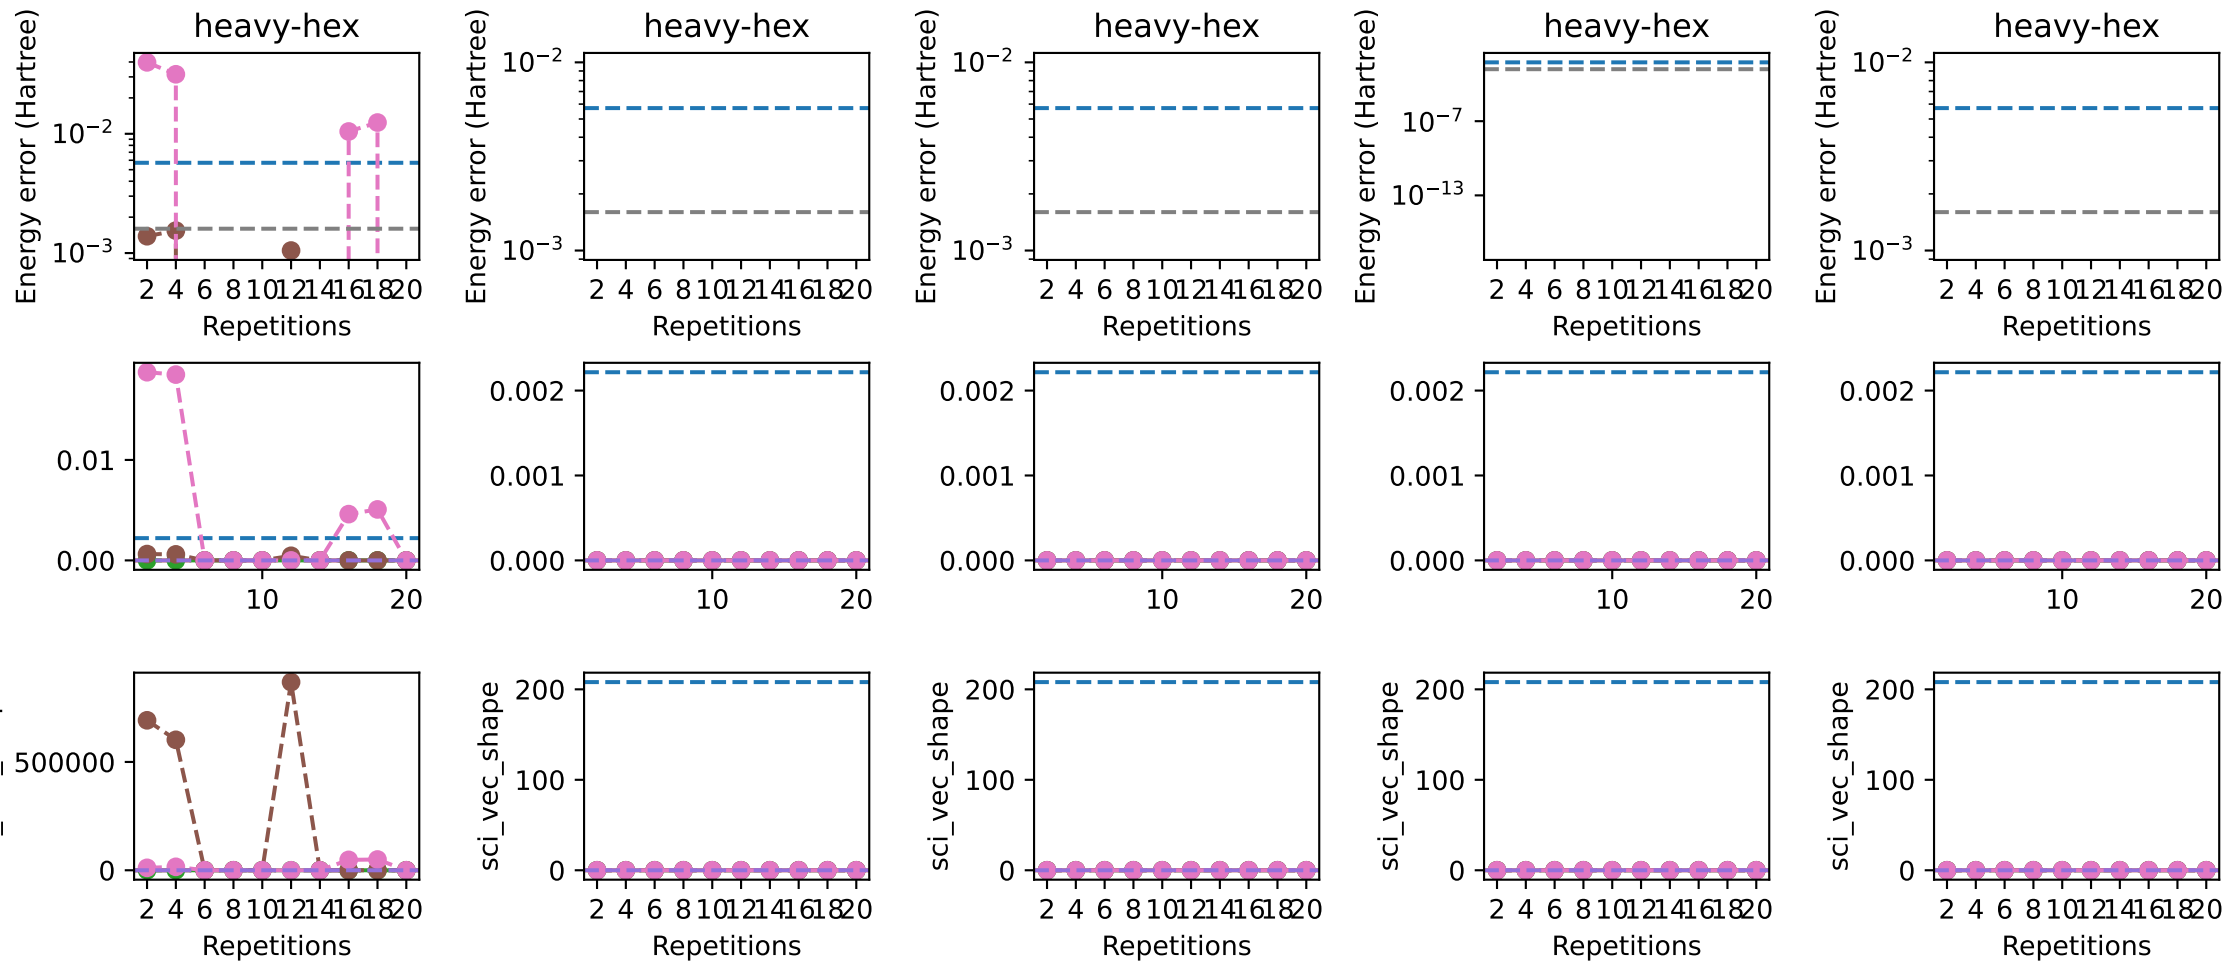 heavy-hex heavy-hex heavy-hex heavy-hex heavy-hex
Energy error (Hartree)
10⁻²
10⁻³
2 4 6 8 10 12 14 16 18 20
Repetitions
Energy error (Hartree)
10⁻²
10⁻³
2 4 6 8 10 12 14 16 18 20
Repetitions
Energy error (Hartree)
10⁻²
10⁻³
2 4 6 8 10 12 14 16 18 20
Repetitions
Energy error (Hartree)
10⁻⁷
10⁻¹³
2 4 6 8 10 12 14 16 18 20
Repetitions
Energy error (Hartree)
10⁻²
10⁻³
2 4 6 8 10 12 14 16 18 20
Repetitions
0.01
0.00
10 20
0.002
0.001
0.000
10 20
0.002
0.001
0.000
10 20
0.002
0.001
0.000
10 20
0.002
0.001
0.000
10 20
500000
0
2 4 6 8 10 12 14 16 18 20
Repetitions
sci_vec_shape
200
100
0
2 4 6 8 10 12 14 16 18 20
Repetitions
sci_vec_shape
200
100
0
2 4 6 8 10 12 14 16 18 20
Repetitions
sci_vec_shape
200
100
0
2 4 6 8 10 12 14 16 18 20
Repetitions
sci_vec_shape
200
100
0
2 4 6 8 10 12 14 16 18 20
Repetitions